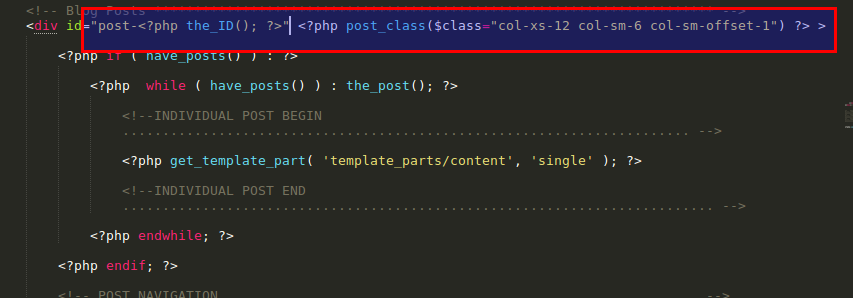 <!-- Blog Posts -->
<div id="post-<?php the_ID(); ?>" <?php post_class($class="col-xs-12 col-sm-6 col-sm-offset-1") ?> >
<?php if ( have_posts() ) : ?>
<?php  while ( have_posts() ) : the_post(); ?>
<!--INDIVIDUAL POST BEGIN
....................................................................... -->
<?php get_template_part( 'template_parts/content', 'single' ); ?>
<!--INDIVIDUAL POST END
.......................................................................... -->
<?php endwhile; ?>
<?php endif; ?>
<!-- POST NAVIGATION
-->